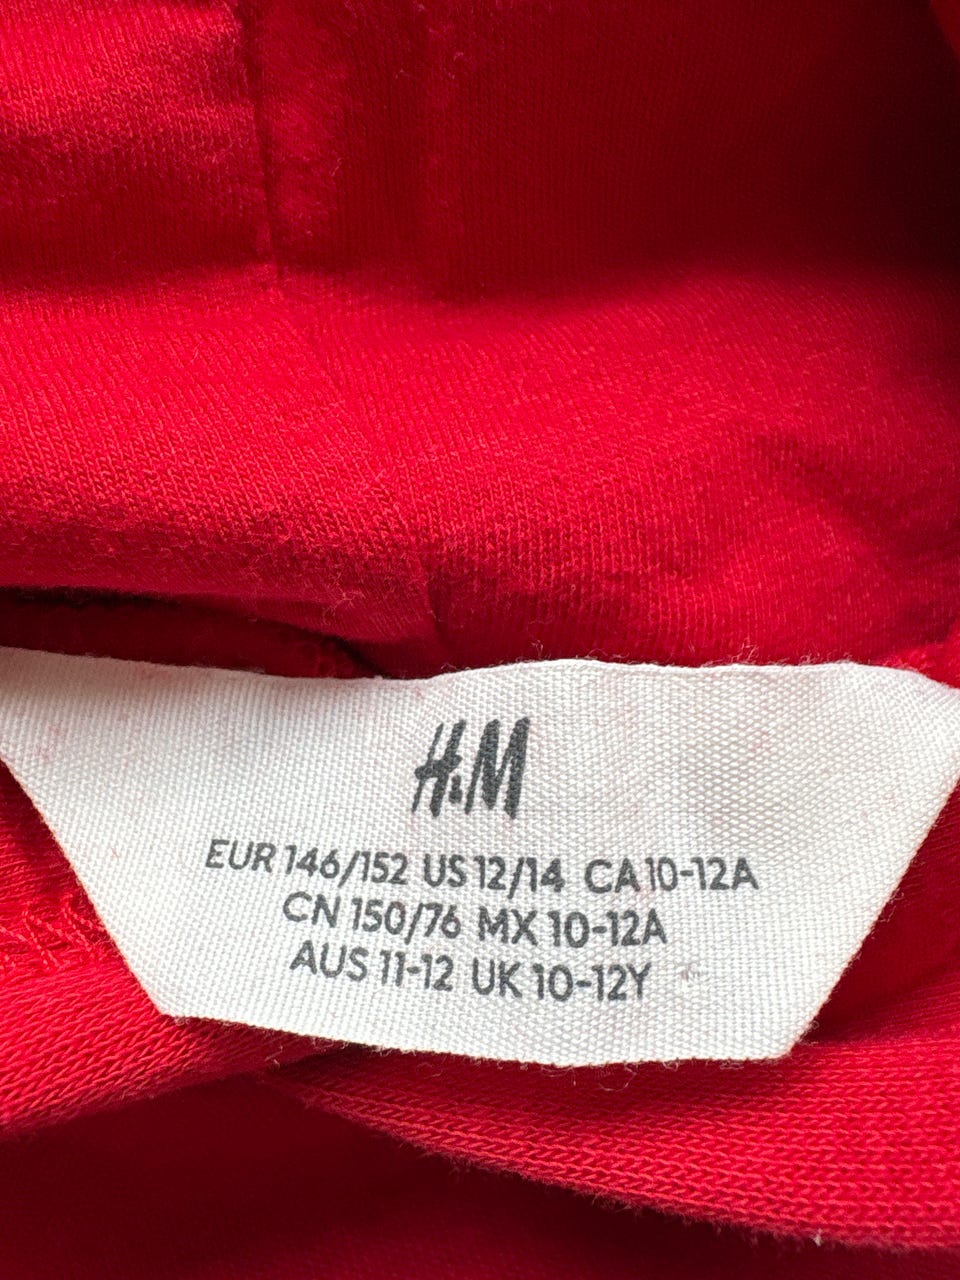 H&M
EUR 146/152 US 12/14 CA 10-12A
CN 150/76 MX 10-12A
AUS 11-12 UK 10-12Y